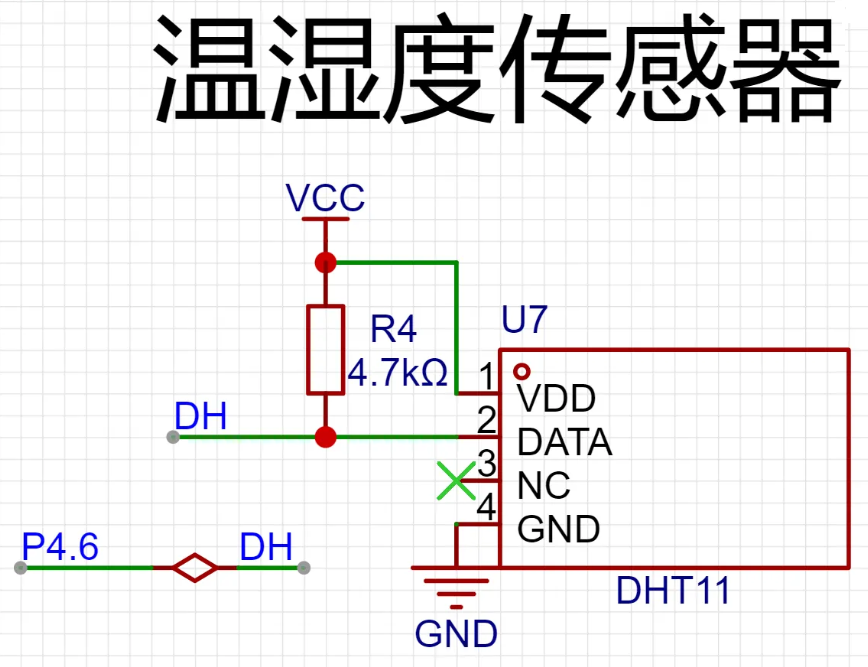 温湿度传感器
VCC
U7
R4
4.7kΩ
1
VDD
DH
2
DATA
3
NC
4
GND
P4.6
DH
DHT11
GND